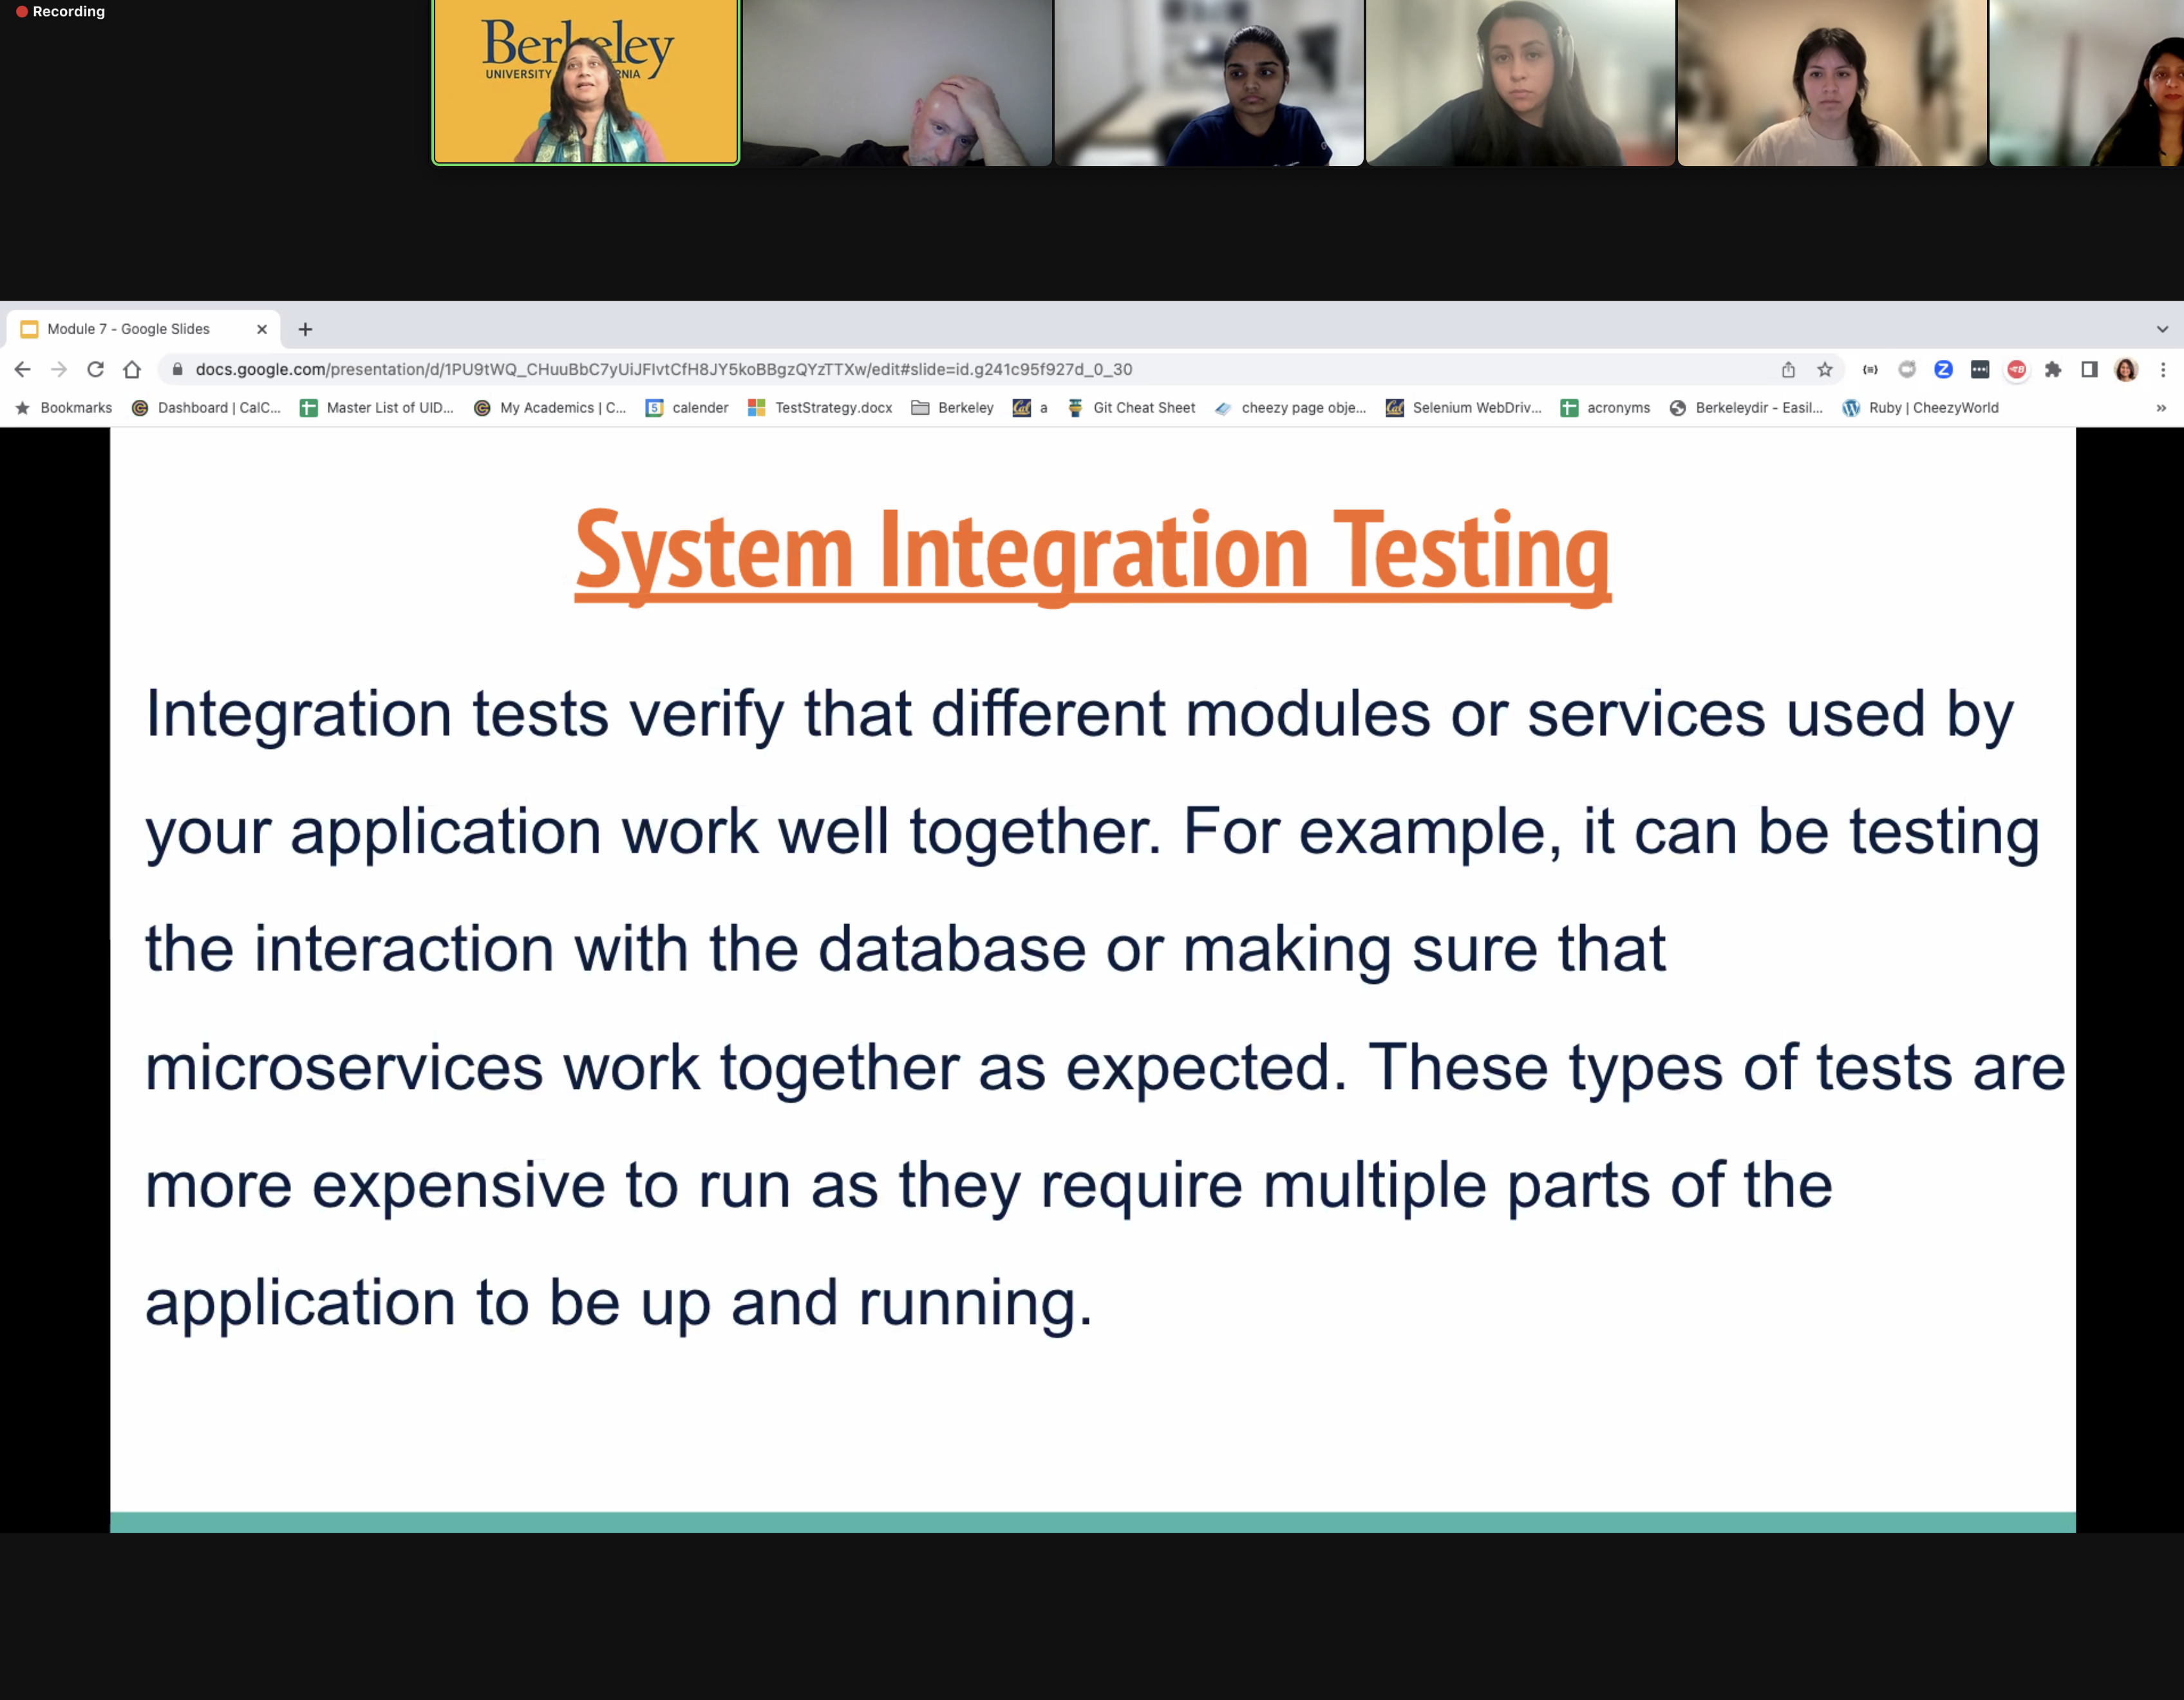 Recording
Berkeley
UNIVERSITY
Module 7 - Google Slides
docs.google.com/presentation/d/1PU9tWQ_CHuuBbC7yUiJFIvtCfH8JY5koBBgzQYzTTXw/edit#slide=id.g241c95f927d_0_30
Bookmarks Dashboard | CalC... Master List of UID... My Academics | C... 5 calender TestStrategy.docx Berkeley Cal a Git Cheat Sheet cheezy page obje... Cal Selenium WebDriv... acronyms Berkeleydir - Easil... Ruby | CheezyWorld
System Integration Testing
Integration tests verify that different modules or services used by
your application work well together. For example, it can be testing
the interaction with the database or making sure that
microservices work together as expected. These types of tests are
more expensive to run as they require multiple parts of the
application to be up and running.